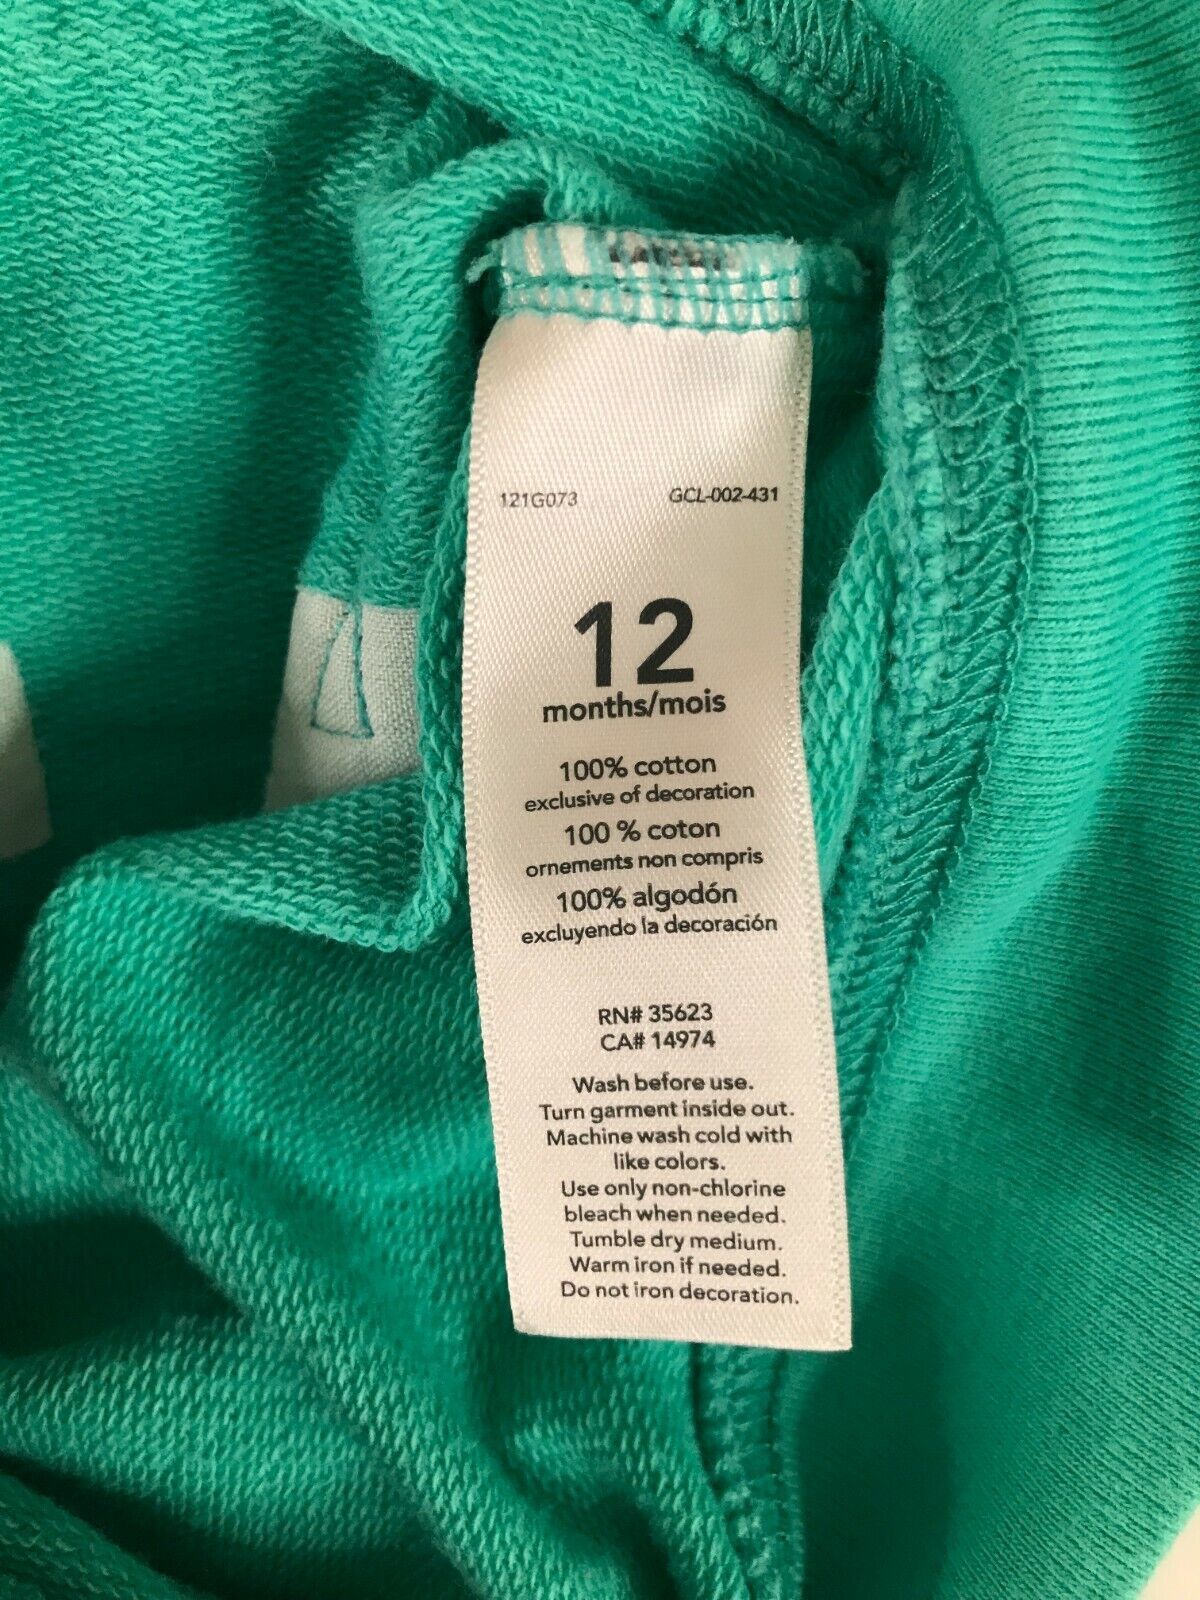 121G073 GCL-002-431
12
months/mois
100% cotton
exclusive of decoration
100 % coton
ornements non compris
100% algodón
excluyendo la decoración
RN# 35623
CA# 14974
Wash before use.
Turn garment inside out.
Machine wash cold with
like colors.
Use only non-chlorine
bleach when needed.
Tumble dry medium.
Warm iron if needed.
Do not iron decoration.